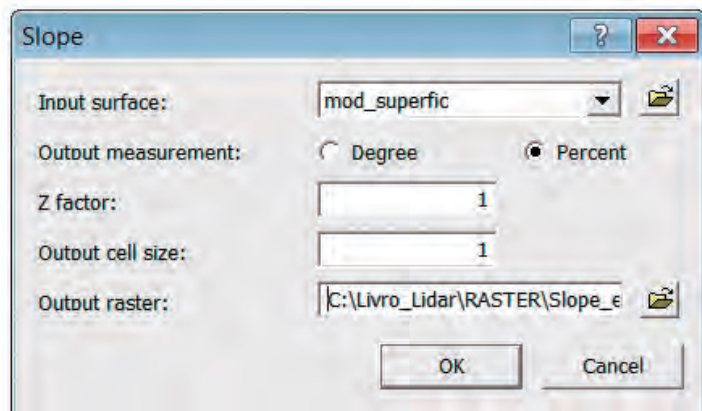 Slope ?
Input surface: mod_superfic
Output measurement: Degree Percent
Z factor: 1
Output cell size: 1
Output raster: C:\Livro_Lidar\RASTER\Slope_e
OK Cancel